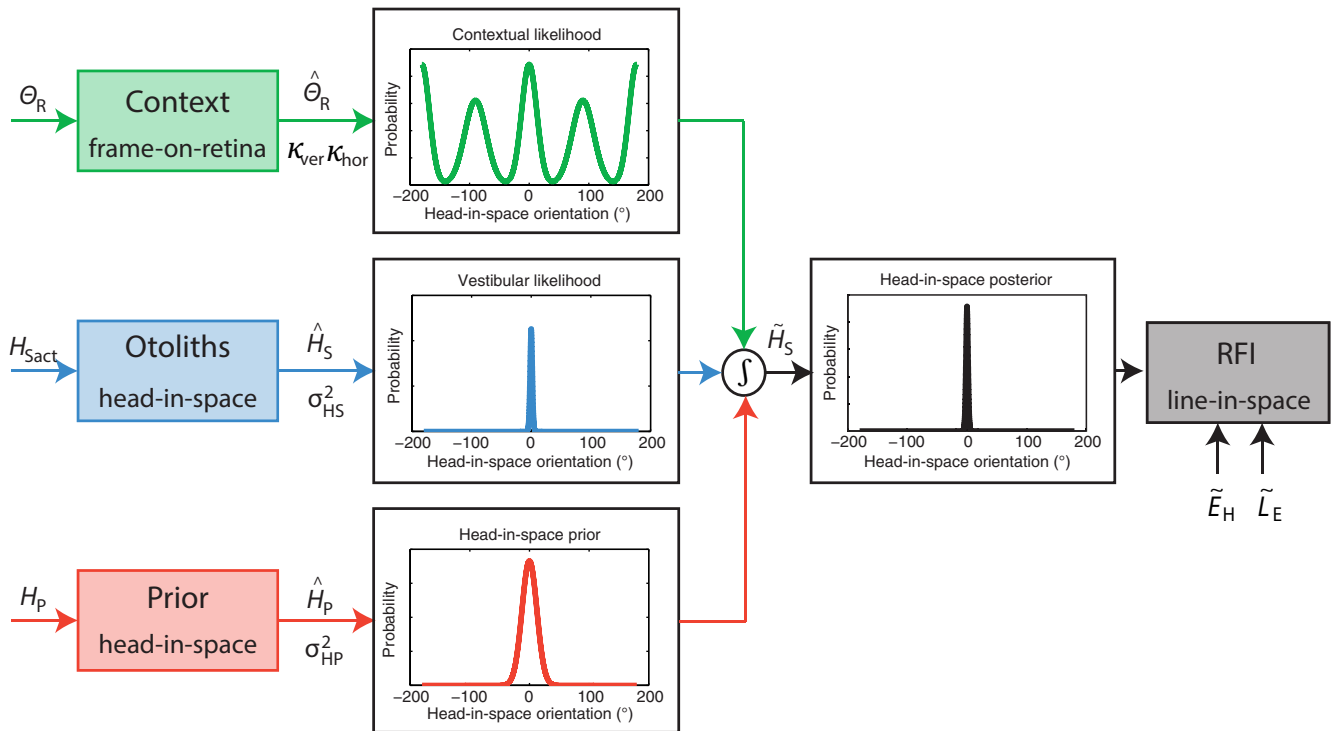 Θ_R
Context
frame-on-retina
Θ̂_R
κ_ver κ_hor
Contextual likelihood
Probability
−200 −100 0 100 200
Head-in-space orientation (°)
H_Sact
Otoliths
head-in-space
Ĥ_S
σ²_HS
Vestibular likelihood
Probability
−200 −100 0 100 200
Head-in-space orientation (°)
H_P
Prior
head-in-space
Ĥ_P
σ²_HP
Head-in-space prior
Probability
−200 −100 0 100 200
Head-in-space orientation (°)
∫
H̃_S
Head-in-space posterior
Probability
−200 −100 0 100 200
Head-in-space orientation (°)
RFI
line-in-space
Ẽ_H L̃_E